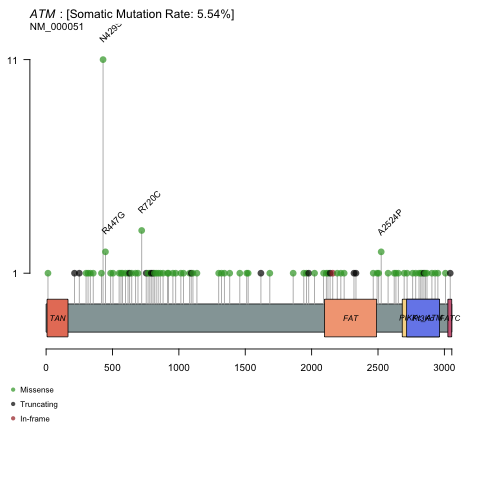 ATM : [Somatic Mutation Rate: 5.54%]
NM_000051
11
R447G
R720C
A2524P
1
TAN
FAT
FATC
0
500
1000
1500
2000
2500
3000
Missense
Truncating
In-frame